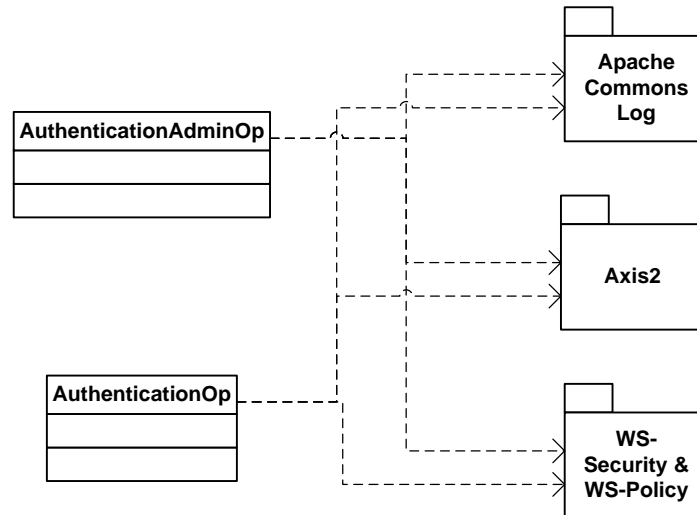 Apache
Commons
Log
AuthenticationAdminOp
Axis2
AuthenticationOp
WS-
Security &
WS-Policy